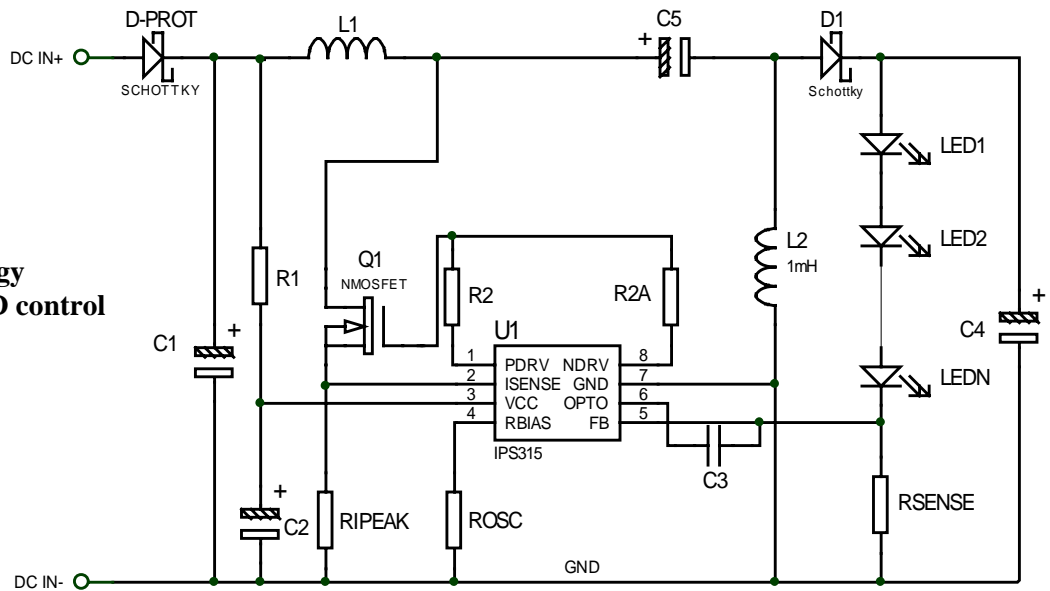 D-PROT
L1
C5
D1
+
DC IN+
SCHOTTKY
Schottky
LED1
LED2
L2
1mH
gy
D control
R1
Q1
NMOSFET
R2
R2A
C1
+
U1
C4
+
1 PDRV NDRV 8
2 ISENSE GND 7
3 VCC OPTO 6
4 RBIAS FB 5
IPS315
LEDN
C3
+
C2
RIPEAK
ROSC
RSENSE
GND
DC IN-